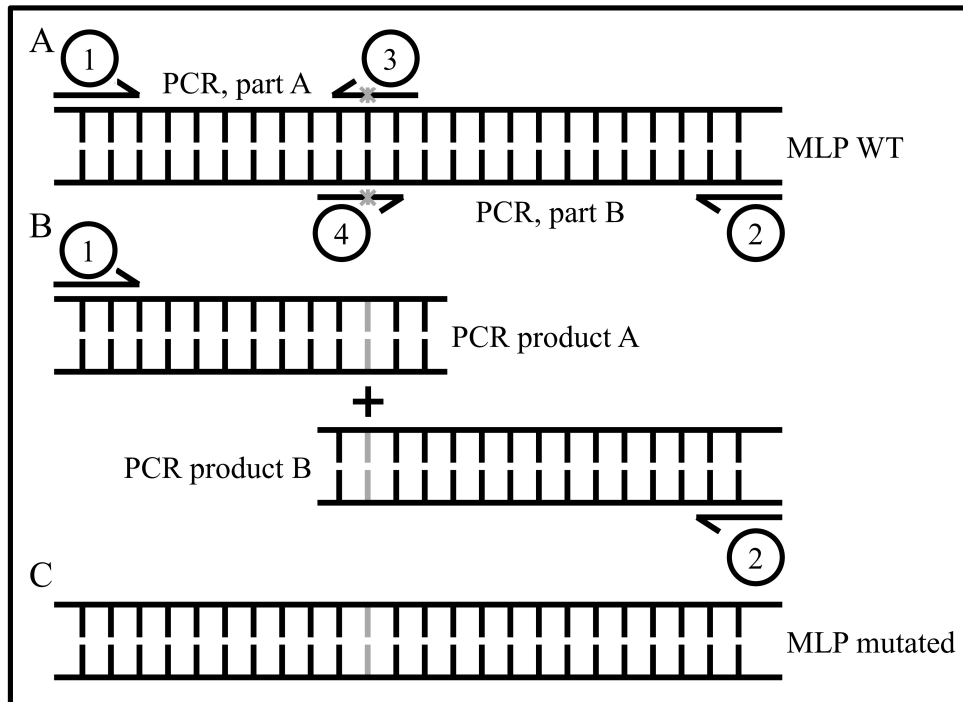 A
1
3
PCR, part A
MLP WT
4
PCR, part B
2
B
1
PCR product A
+
PCR product B
2
C
MLP mutated